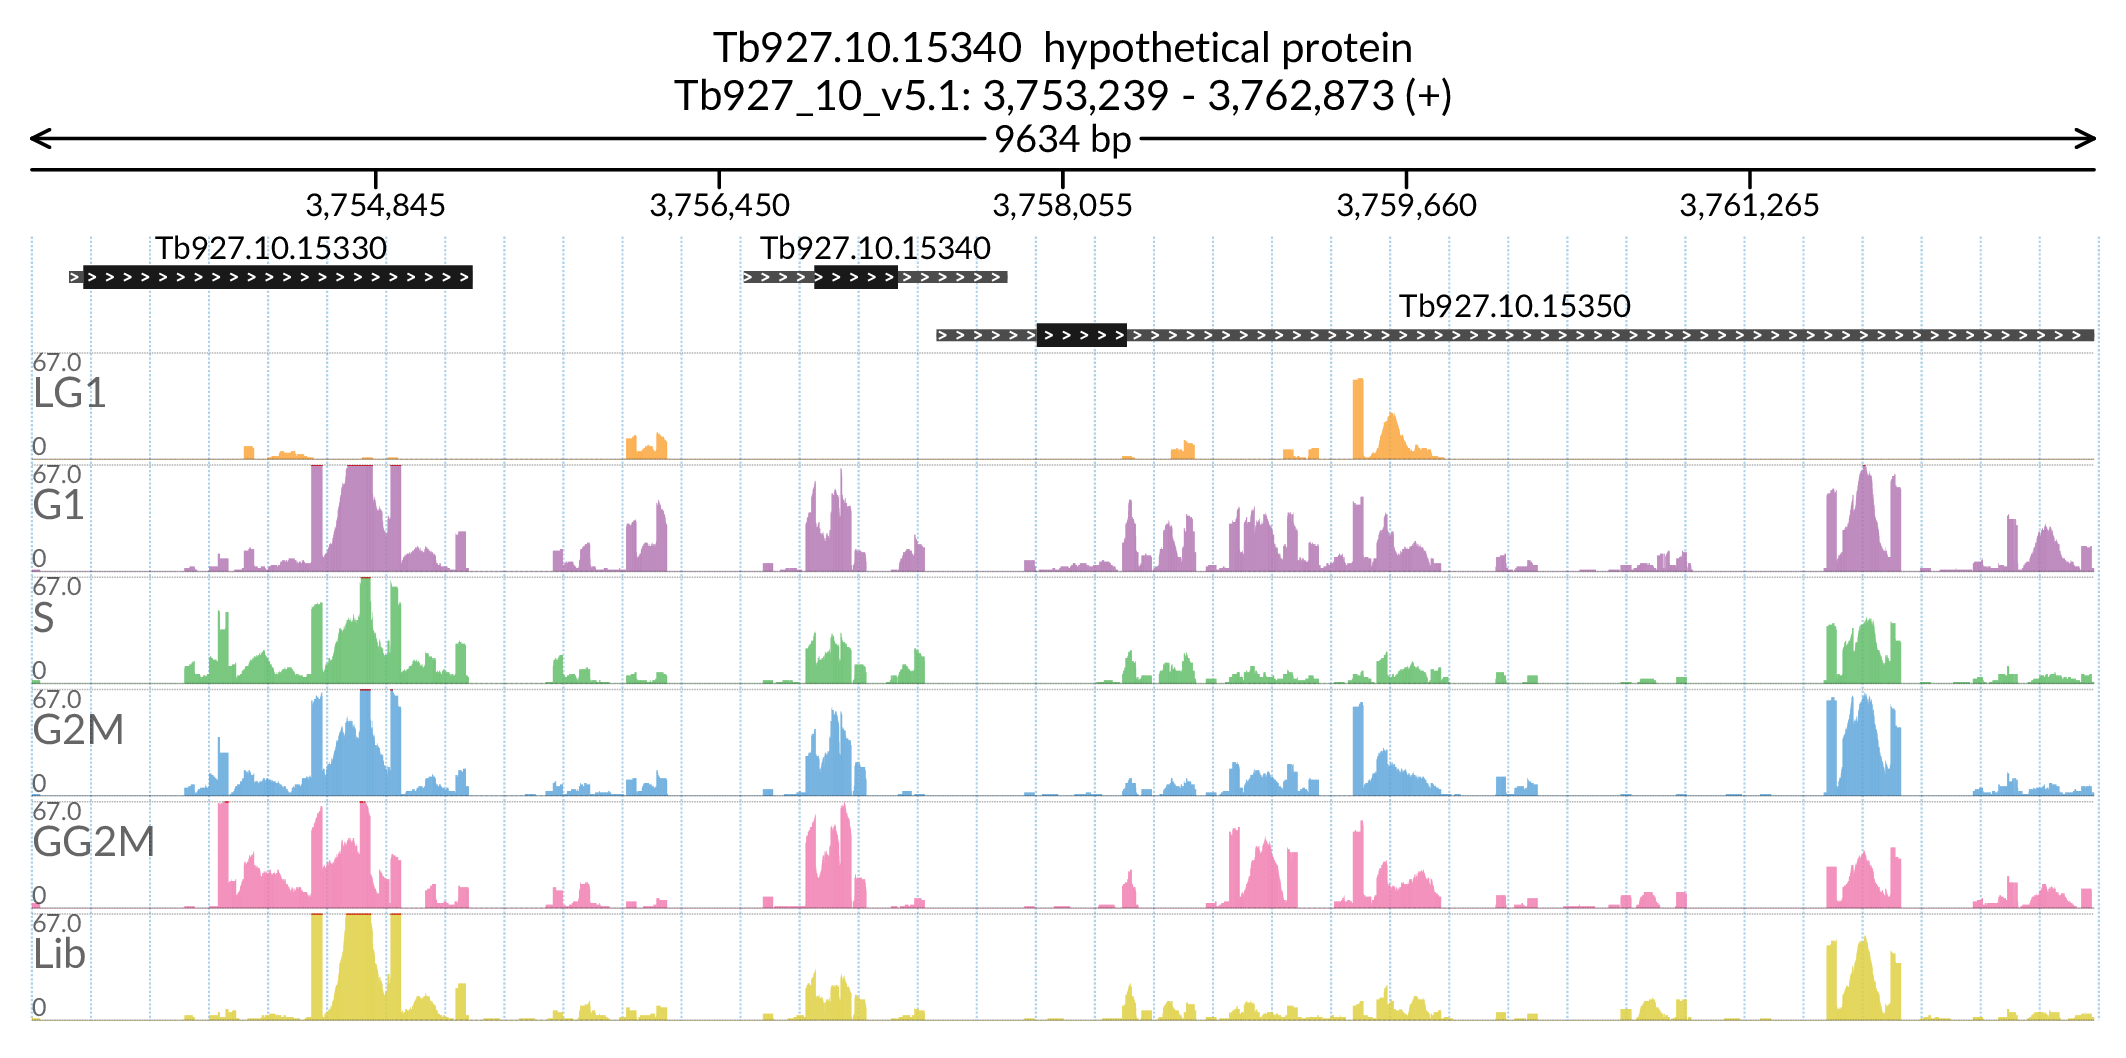 Tb927.10.15340 hypothetical protein
Tb927_10_v5.1: 3,753,239 - 3,762,873 (+)
9634 bp
3,754,845 3,756,450 3,758,055 3,759,660 3,761,265
Tb927.10.15330 Tb927.10.15340
Tb927.10.15350
67.0
LG1
0
67.0
G1
0
67.0
S
0
67.0
G2M
0
67.0
GG2M
0
67.0
Lib
0